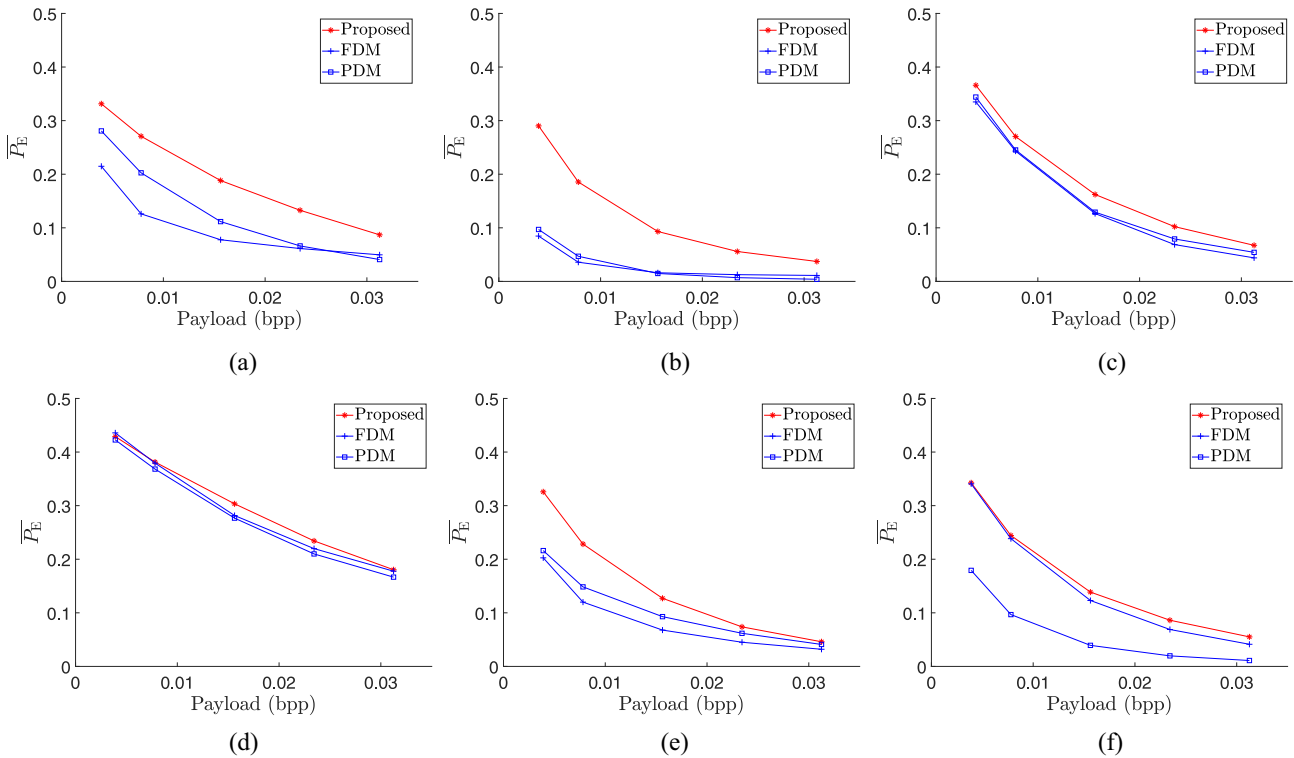 0.5
0.4
0.3
0.2
0.1
0
P_E
0
0.01
0.02
0.03
Payload (bpp)
Proposed
FDM
PDM
(a)
0.5
0.4
0.3
0.2
0.1
0
P_E
0
0.01
0.02
0.03
Payload (bpp)
Proposed
FDM
PDM
(b)
0.5
0.4
0.3
0.2
0.1
0
P_E
0
0.01
0.02
0.03
Payload (bpp)
Proposed
FDM
PDM
(c)
0.5
0.4
0.3
0.2
0.1
0
P_E
0
0.01
0.02
0.03
Payload (bpp)
Proposed
FDM
PDM
(d)
0.5
0.4
0.3
0.2
0.1
0
P_E
0
0.01
0.02
0.03
Payload (bpp)
Proposed
FDM
PDM
(e)
0.5
0.4
0.3
0.2
0.1
0
P_E
0
0.01
0.02
0.03
Payload (bpp)
Proposed
FDM
PDM
(f)